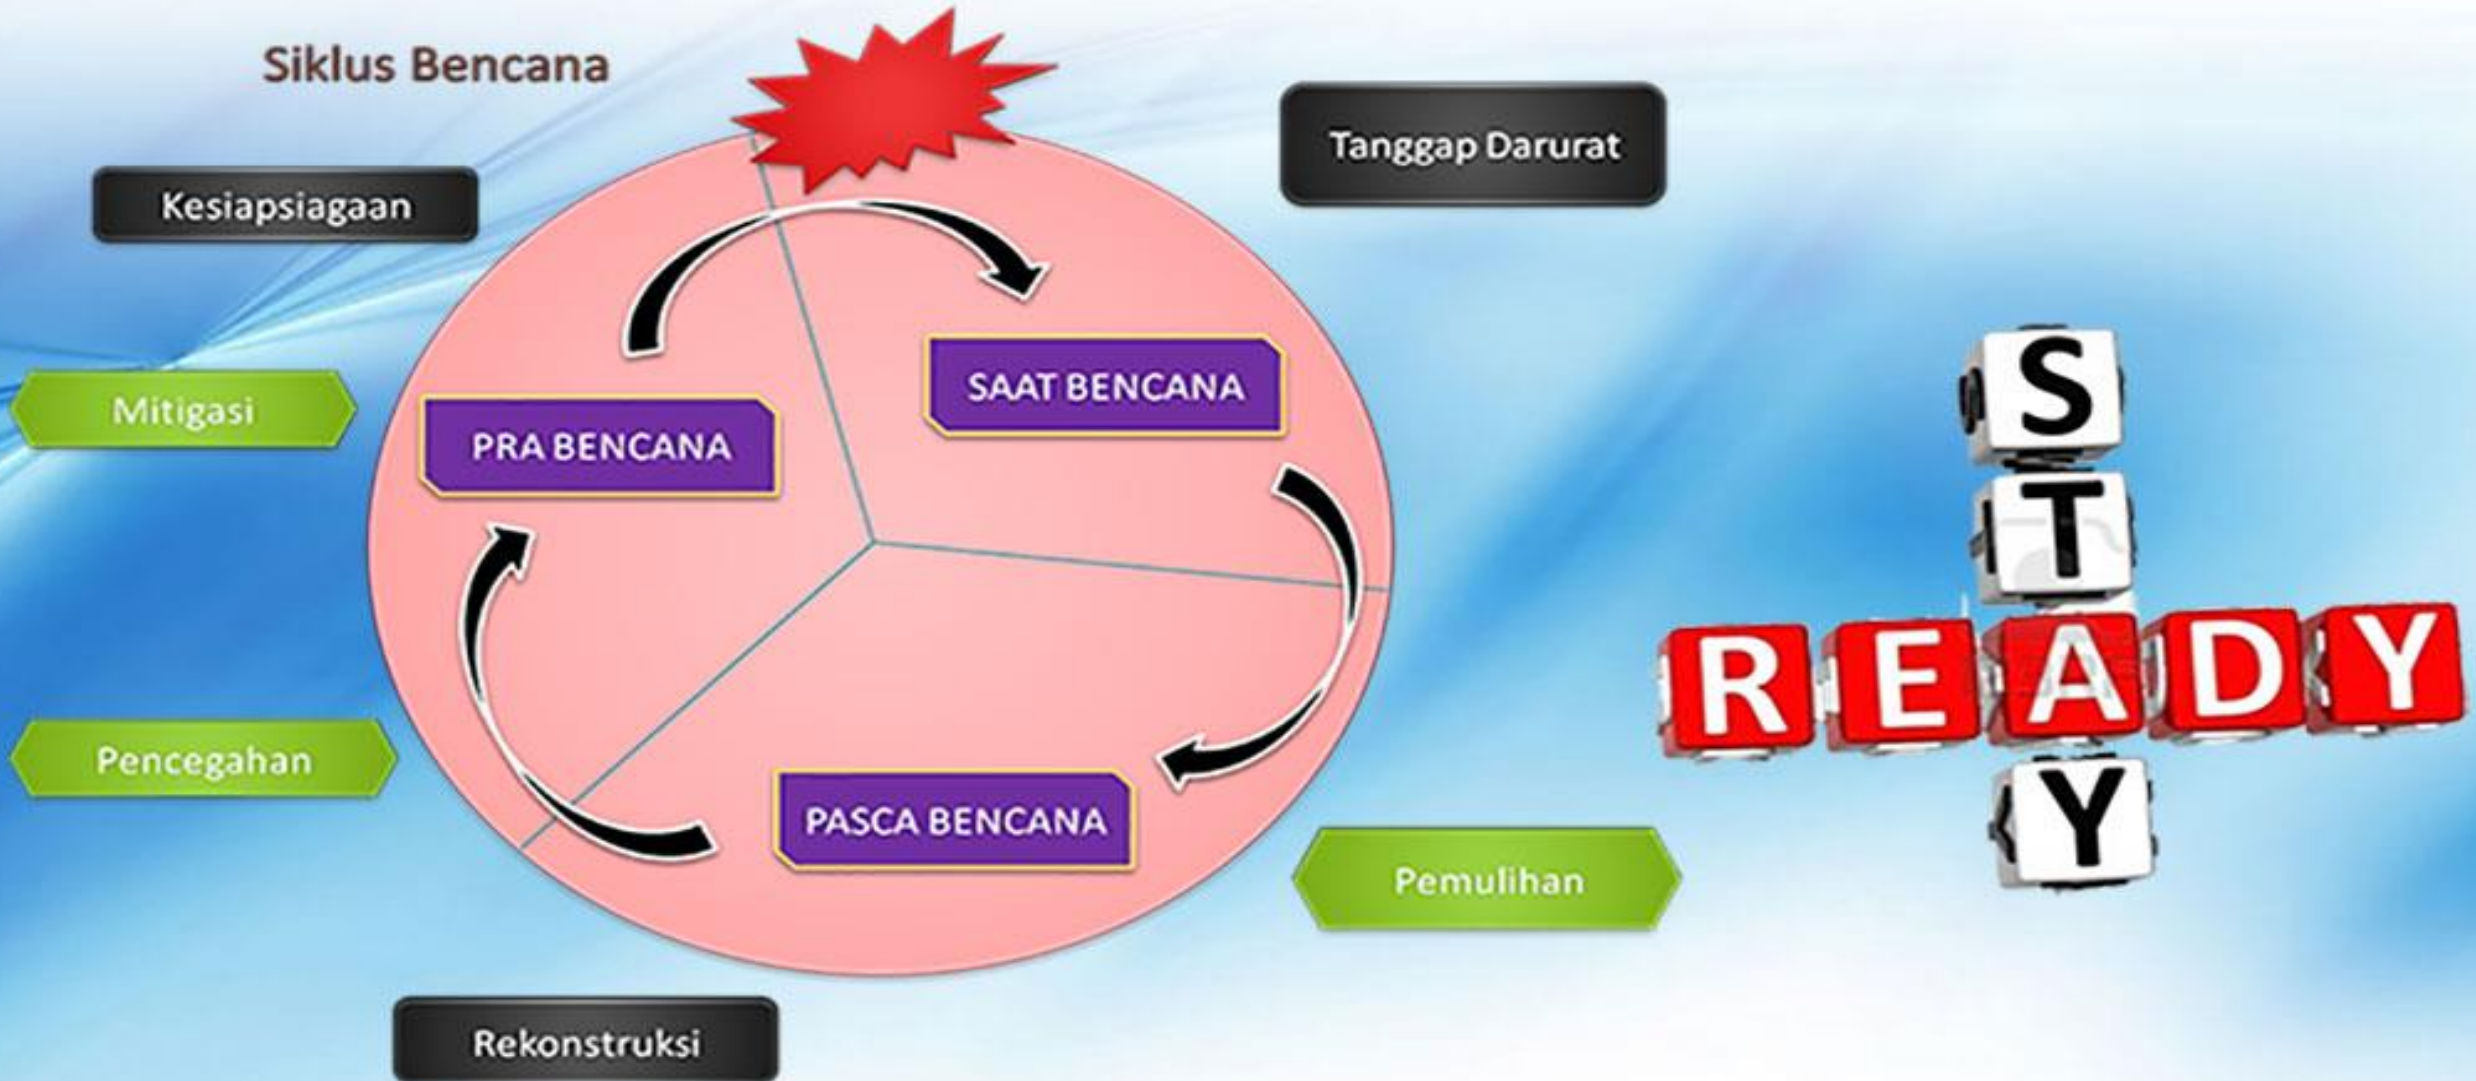 Siklus Bencana
Tanggap Darurat
Kesiapsiagaan
SAAT BENCANA
Mitigasi
PRA BENCANA
Pencegahan
PASCA BENCANA
Pemulihan
Rekonstruksi
STAY
READY